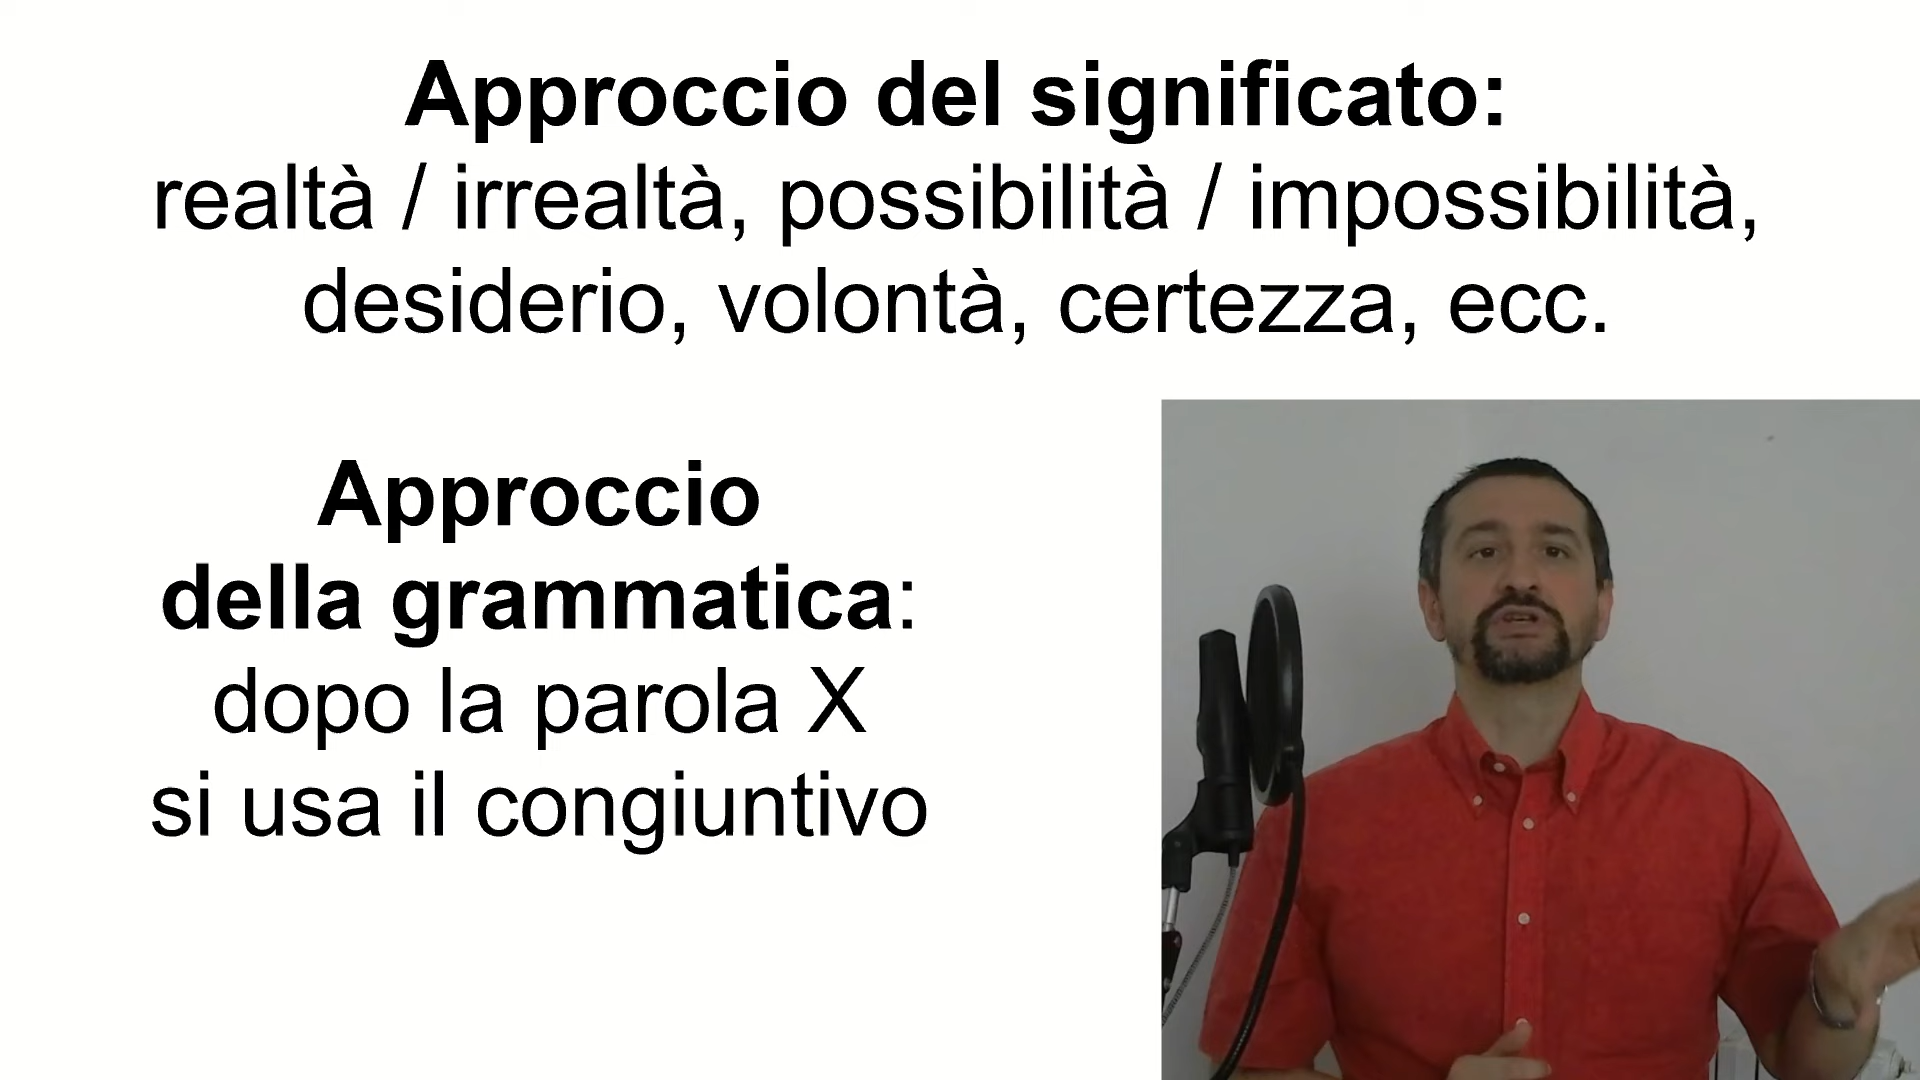 Approccio del significato:
realtà / irrealtà, possibilità / impossibilità,
desiderio, volontà, certezza, ecc.
Approccio
della grammatica:
dopo la parola X
si usa il congiuntivo